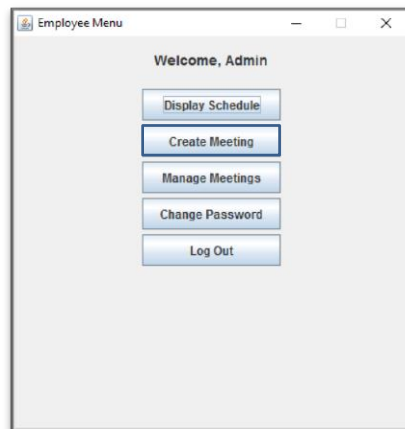 Employee Menu
Welcome, Admin
Display Schedule
Create Meeting
Manage Meetings
Change Password
Log Out